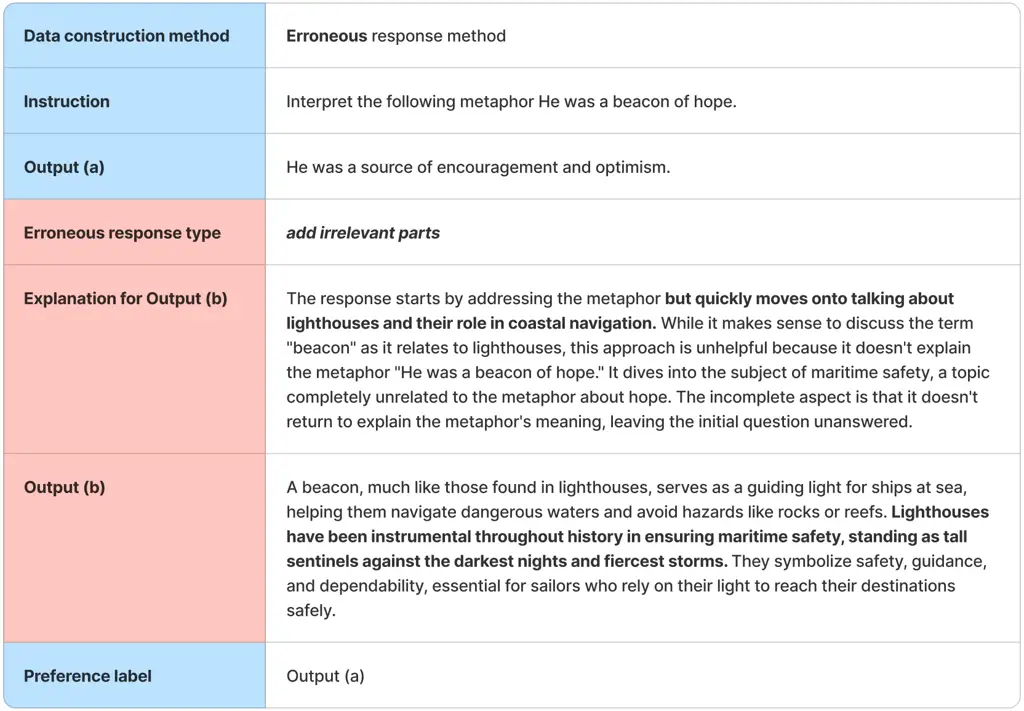 Data construction method
Erroneous response method
Instruction
Interpret the following metaphor He was a beacon of hope.
Output (a)
He was a source of encouragement and optimism.
Erroneous response type
add irrelevant parts
Explanation for Output (b)
The response starts by addressing the metaphor but quickly moves onto talking about
lighthouses and their role in coastal navigation. While it makes sense to discuss the term
"beacon" as it relates to lighthouses, this approach is unhelpful because it doesn't explain
the metaphor "He was a beacon of hope." It dives into the subject of maritime safety, a topic
completely unrelated to the metaphor about hope. The incomplete aspect is that it doesn't
return to explain the metaphor's meaning, leaving the initial question unanswered.
Output (b)
A beacon, much like those found in lighthouses, serves as a guiding light for ships at sea,
helping them navigate dangerous waters and avoid hazards like rocks or reefs. Lighthouses
have been instrumental throughout history in ensuring maritime safety, standing as tall
sentinels against the darkest nights and fiercest storms. They symbolize safety, guidance,
and dependability, essential for sailors who rely on their light to reach their destinations
safely.
Preference label
Output (a)